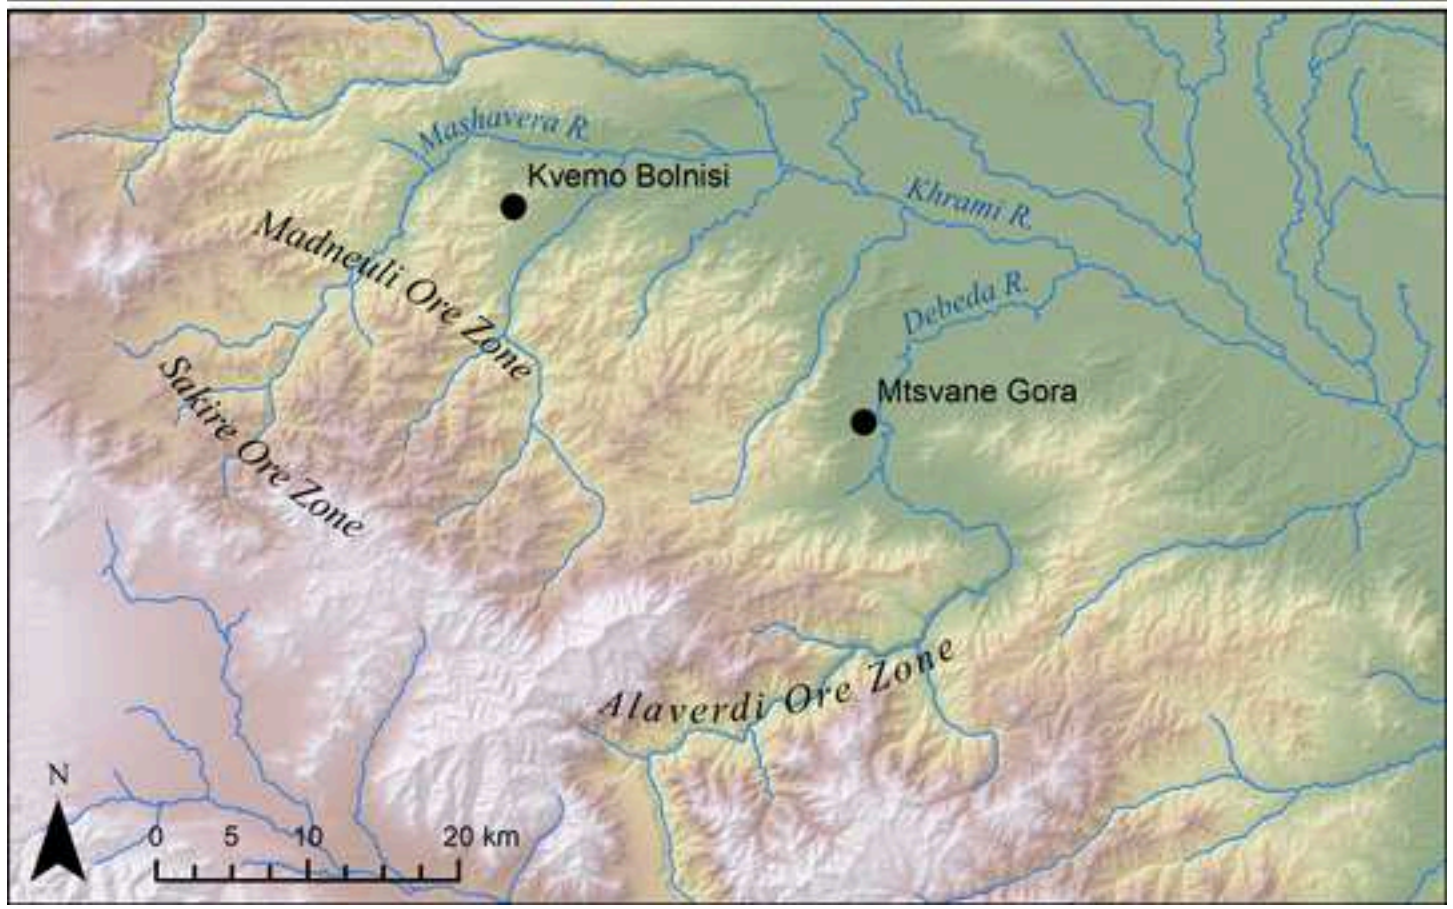 Mashavera R.
Kvemo Bolnisi
Khrami R.
Madneuli Ore Zone
Debeda R.
Sakire Ore Zone
Mtsvane Gora
Alaverdi Ore Zone
N
0 5 10 20 km